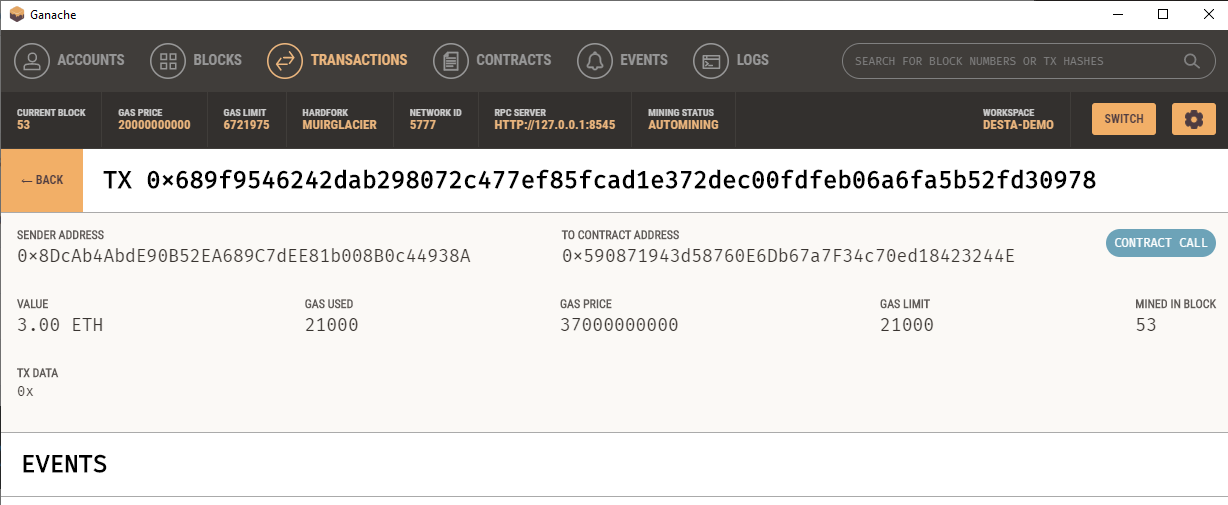 Ganache
ACCOUNTS BLOCKS TRANSACTIONS CONTRACTS EVENTS LOGS SEARCH FOR BLOCK NUMBERS OR TX HASHES
CURRENT BLOCK GAS PRICE GAS LIMIT HARDFORK NETWORK ID RPC SERVER MINING STATUS WORKSPACE
53 20000000000 6721975 MUIRGLACIER 5777 HTTP://127.0.0.1:8545 AUTOMINING DESTA-DEMO SWITCH
← BACK TX 0×689f9546242dab298072c477ef85fcad1e372dec00fdfeb06a6fa5b52fd30978
SENDER ADDRESS TO CONTRACT ADDRESS
0×8DcAb4AbdE90B52EA689C7dEE81b008B0c44938A 0×590871943d58760E6Db67a7F34c70ed18423244E CONTRACT CALL
VALUE GAS USED GAS PRICE GAS LIMIT MINED IN BLOCK
3.00 ETH 21000 37000000000 21000 53
TX DATA
0x
EVENTS